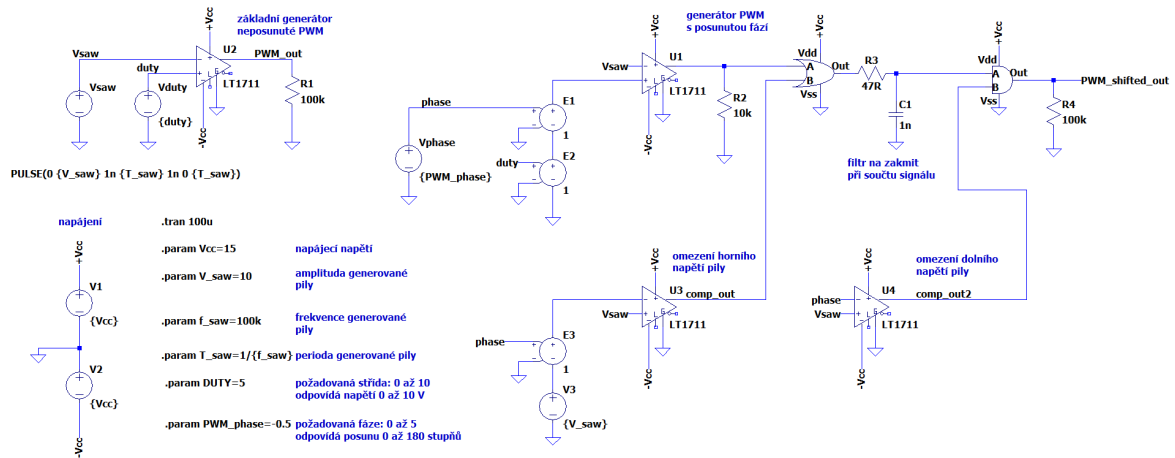 základní generátor
neposunuté PWM
+Vcc
U2
Vsaw
PWM_out
duty
LT1711
L
G
Vsaw
Vduty
{duty}
-Vcc
R1
100k
PULSE(0 {V_saw} 1n {T_saw} 1n 0 {T_saw})
generátor PWM
s posunutou fází
+Vcc
U1
Vsaw
LT1711
L
G
-Vcc
R2
10k
phase
E1
1
Vphase
{PWM_phase}
duty
E2
1
+Vcc
Vdd
A
B
Out
Vss
R3
47R
C1
1n
filtr na zakmit
při součtu signálu
+Vcc
Vdd
A
B
Out
Vss
PWM_shifted_out
R4
100k
napájení
+Vcc
V1
{Vcc}
V2
{Vcc}
-Vcc
.tran 100u
.param Vcc=15
napájecí napětí
.param V_saw=10
amplituda generované
pily
.param f_saw=100k
frekvence generované
pily
.param T_saw=1/{f_saw}
perioda generované pily
.param DUTY=5
požadovaná střída: 0 až 10
odpovídá napětí 0 až 10 V
.param PWM_phase=-0.5
požadovaná fáze: 0 až 5
odpovídá posunu 0 až 180 stupňů
omezení horního
napětí pily
+Vcc
U3
comp_out
Vsaw
LT1711
L
G
-Vcc
phase
E3
1
V3
{V_saw}
omezení dolního
napětí pily
+Vcc
U4
comp_out2
phase
Vsaw
LT1711
L
G
-Vcc